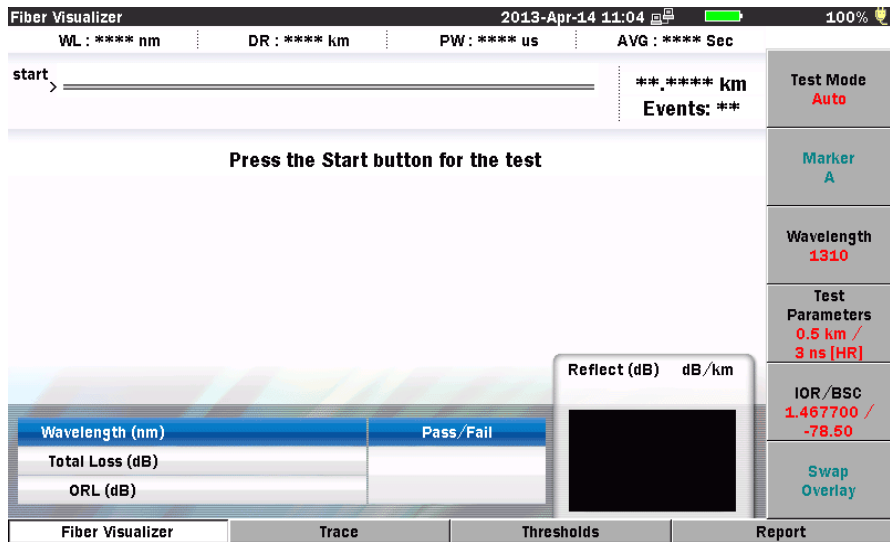 Fiber Visualizer 2013-Apr-14 11:04 100%
WL : **** nm DR : **** km PW : **** us AVG : **** Sec
start
> **.**** km
Events: **
Press the Start button for the test
Test Mode
Auto
Marker
A
Wavelength
1310
Test
Parameters
0.5 km /
3 ns [HR]
IOR/BSC
1.467700 /
-78.50
Swap
Overlay
Reflect (dB) dB/km
Wavelength (nm) Pass/Fail
Total Loss (dB)
ORL (dB)
Fiber Visualizer Trace Thresholds Report